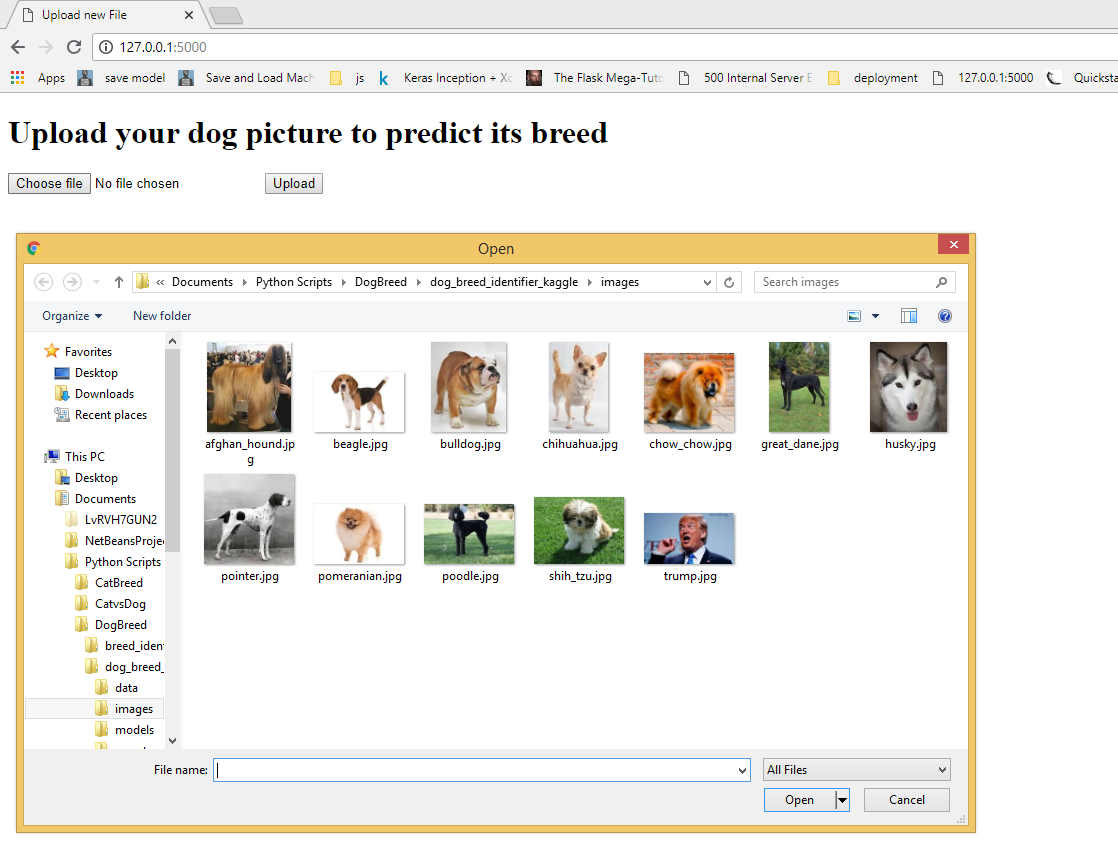 Upload new File
127.0.0.1:5000
Apps save model Save and Load Mach js Keras Inception + Xc The Flask Mega-Tuto 500 Internal Server E deployment 127.0.0.1:5000 Quicksta
Upload your dog picture to predict its breed
Choose file No file chosen Upload
Open
« Documents Python Scripts DogBreed dog_breed_identifier_kaggle images Search images
Organize New folder
Favorites
Desktop
Downloads
Recent places
This PC
Desktop
Documents
LvRVH7GUN2
NetBeansProje
Python Scripts
CatBreed
CatvsDog
DogBreed
breed_iden
dog_breed_
data
images
models
afghan_hound.jp
g
beagle.jpg
bulldog.jpg
chihuahua.jpg
chow_chow.jpg
great_dane.jpg
husky.jpg
pointer.jpg
pomeranian.jpg
poodle.jpg
shih_tzu.jpg
trump.jpg
File name: All Files
Open Cancel